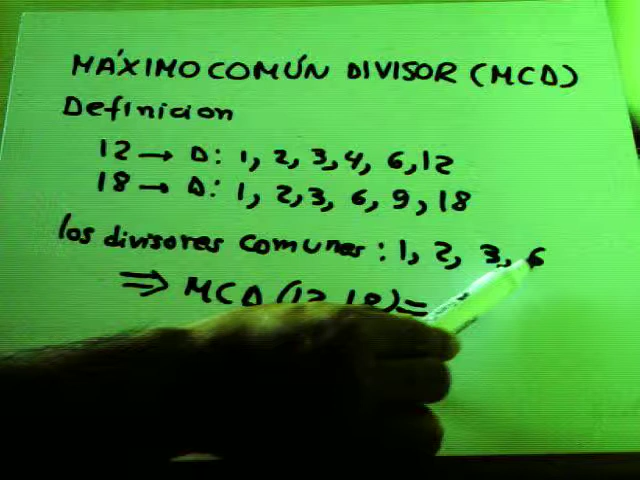 MÁXIMO COMÚN DIVISOR (MCD)
Definicion
12 → D: 1, 2, 3, 4, 6, 12
18 → D: 1, 2, 3, 6, 9, 18
los divisores comunes: 1, 2, 3, 6
⇒ MCD (12, 18) =